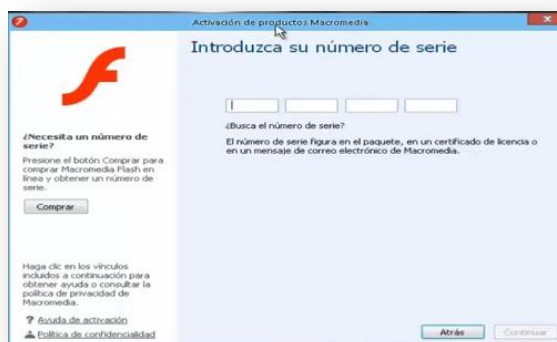 Activación de productos Macromedia
Introduzca su número de serie
¿Busca el número de serie?
El número de serie figura en el paquete, en un certificado de licencia o
en un mensaje de correo electrónico de Macromedia.
¿Necesita un número de
serie?
Presione el botón Comprar para
comprar Macromedia Flash en
línea y obtener un número de
serie.
Comprar
Haga clic en los vínculos
incluidos a continuación para
obtener ayuda o consultar la
política de privacidad de
Macromedia.
? Ayuda de activación
Política de confidencialidad
Atrás
Continuar